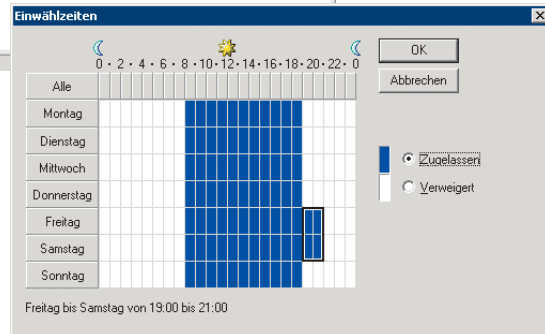 Einwählzeiten
0 · 2 · 4 · 6 · 8 · 10 · 12 · 14 · 16 · 18 · 20 · 22 · 0
OK
Abbrechen
Alle
Montag
Dienstag
Mittwoch
Donnerstag
Freitag
Samstag
Sonntag
Zugelassen
Verweigert
Freitag bis Samstag von 19:00 bis 21:00